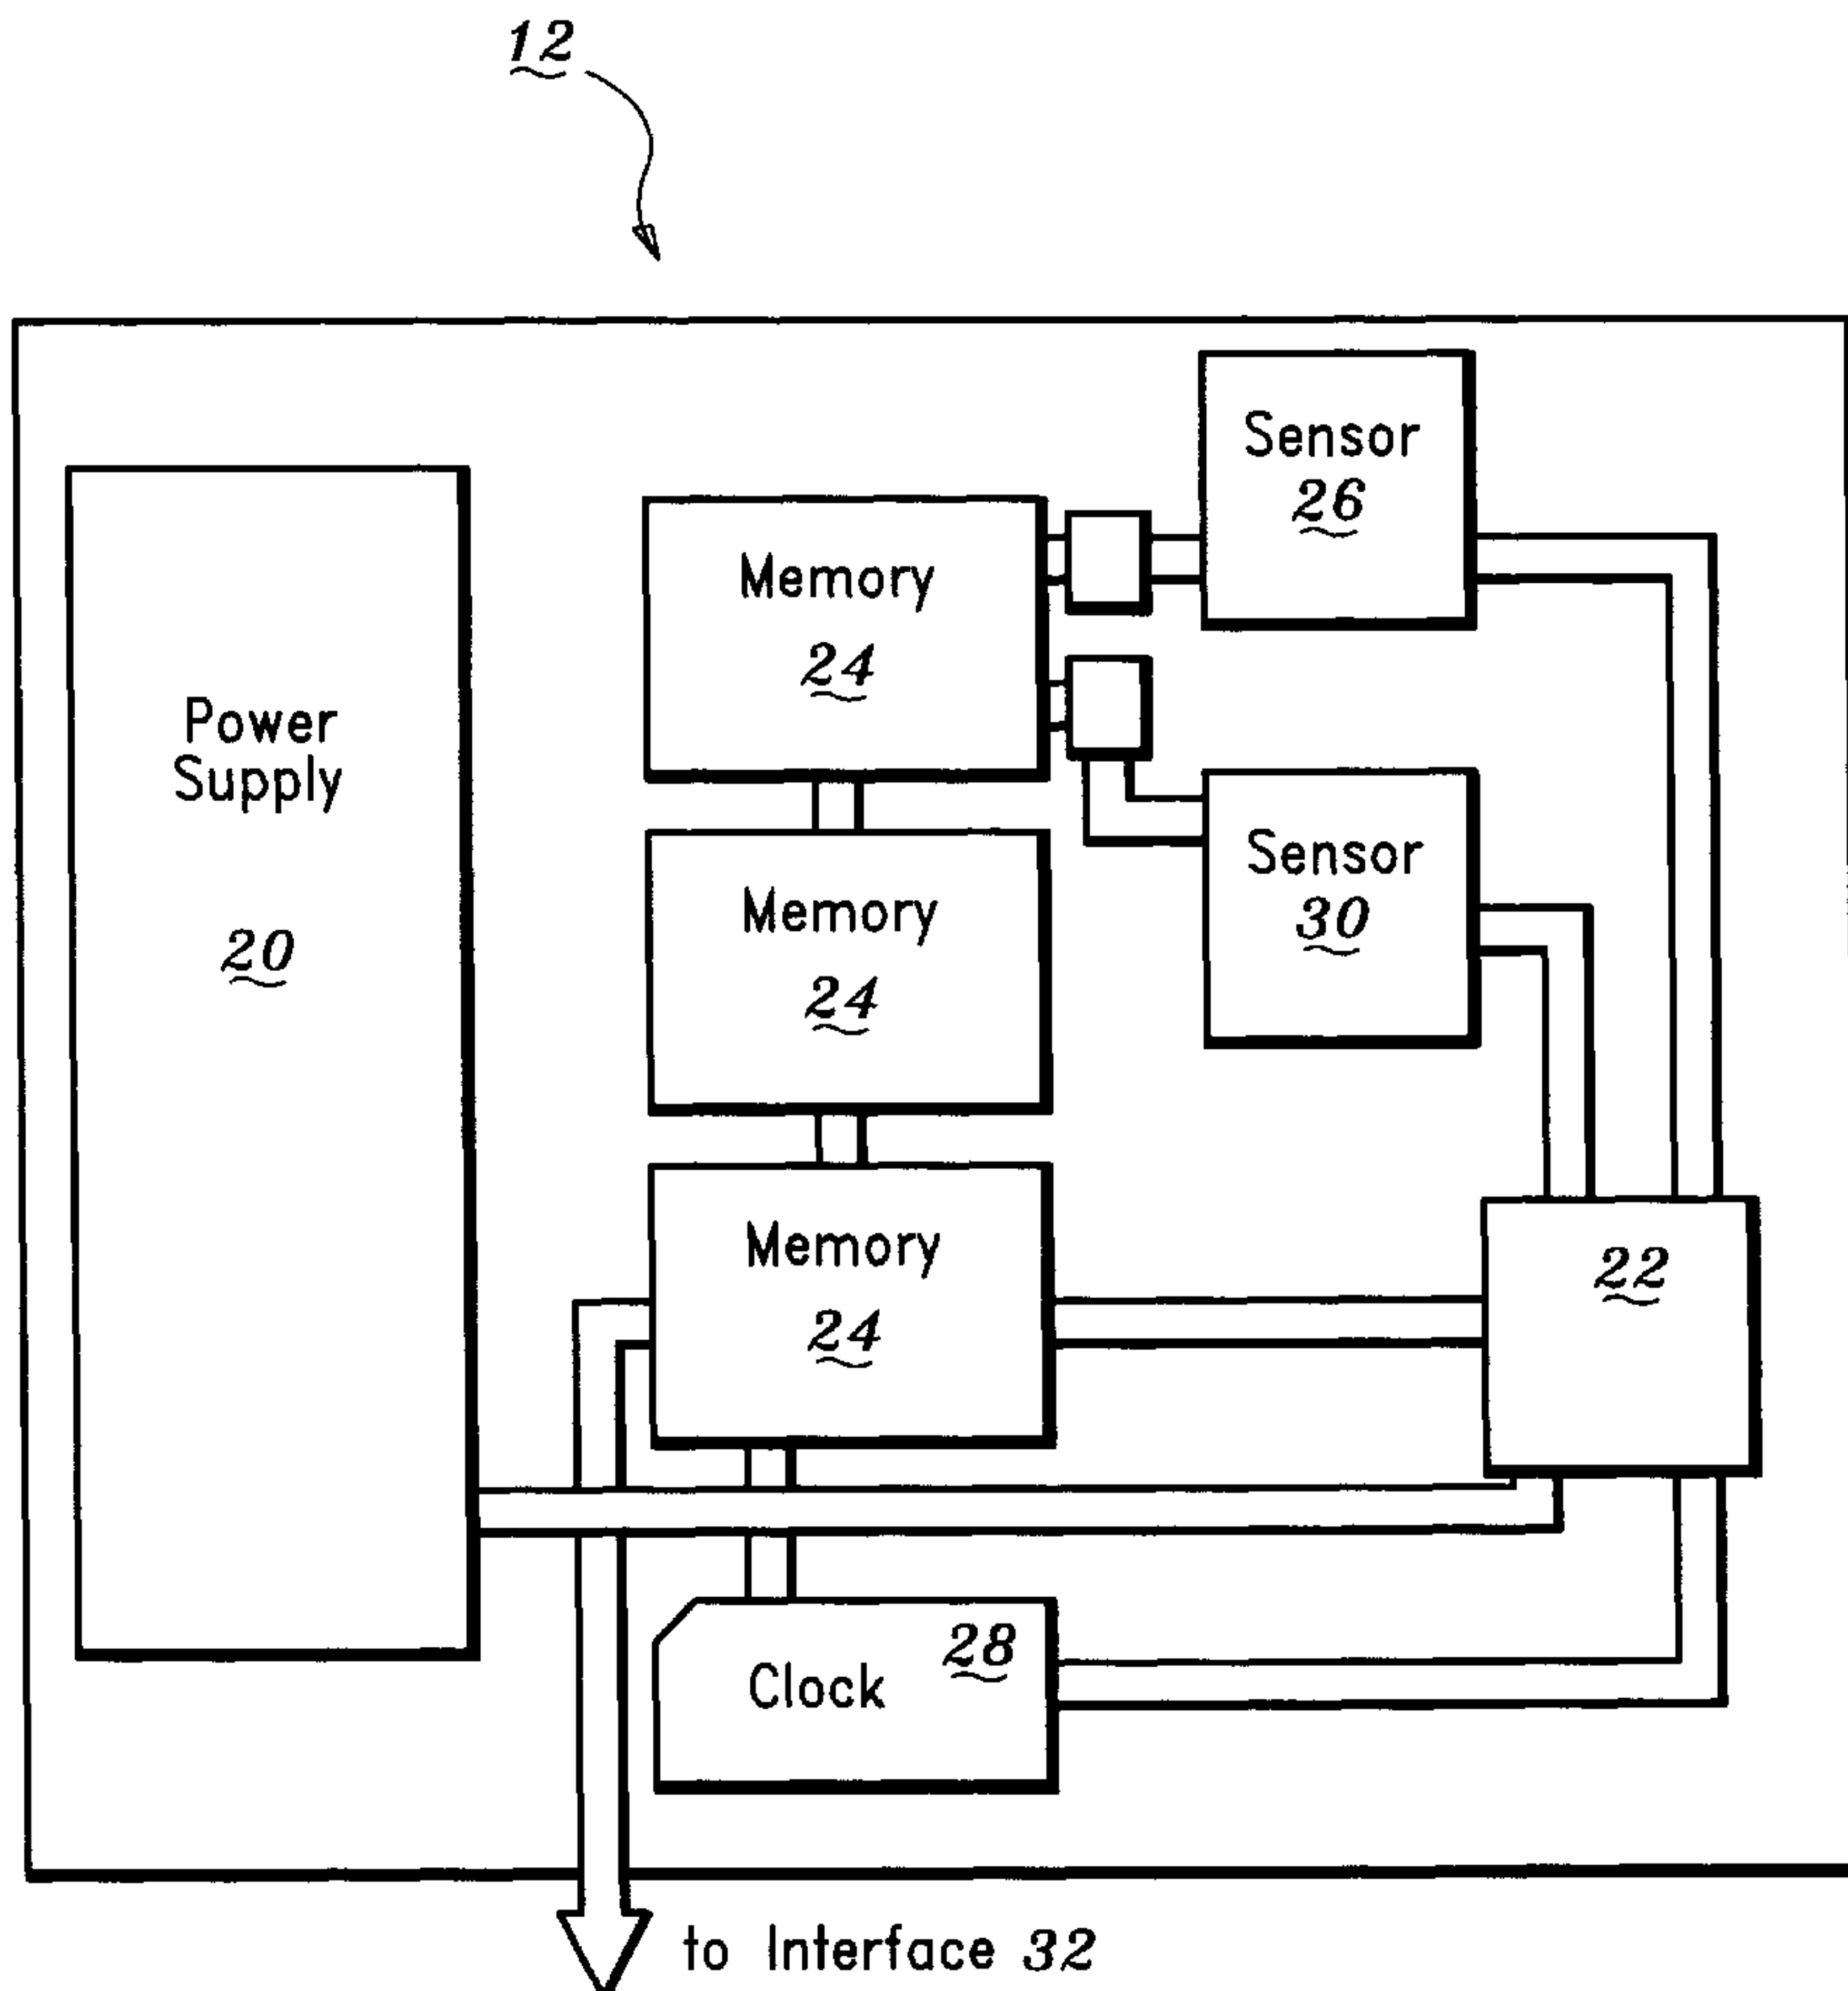 12
Sensor
26
Memory
24
Power
Supply
20
Sensor
30
Memory
24
Memory
24
22
28
Clock
to Interface 32